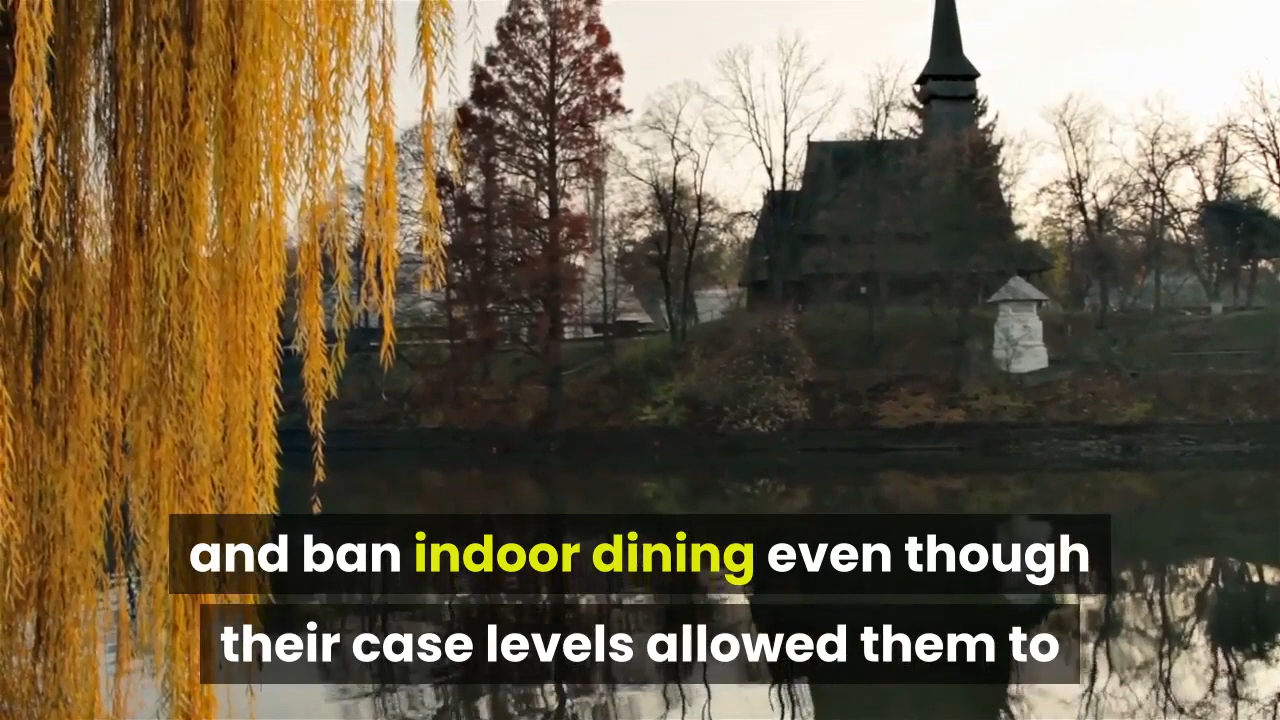 and ban indoor dining even though
their case levels allowed them to